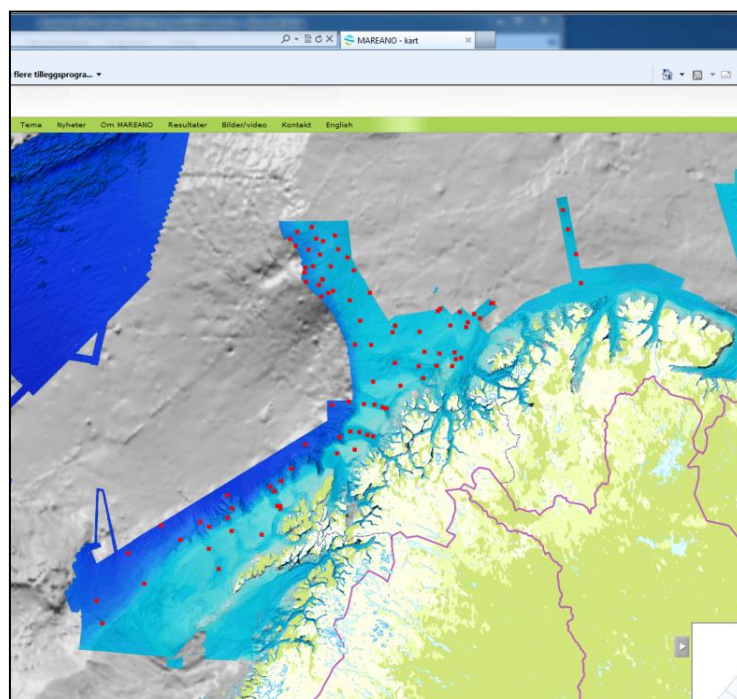 MAREANO - kart
flere tilleggsprogra...
Tema Nyheter Om MAREANO Resultater Bilder/video Kontakt English